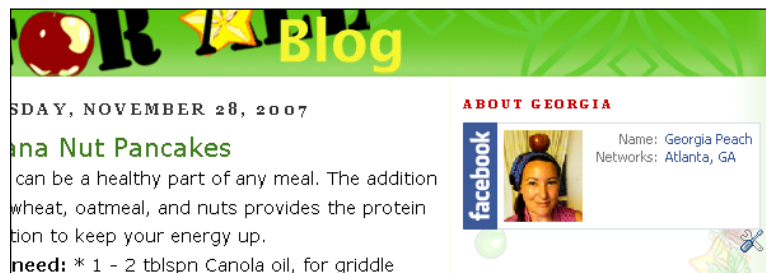 FOR ALL
Blog
SDAY, NOVEMBER 28, 2007
ana Nut Pancakes
can be a healthy part of any meal. The addition
wheat, oatmeal, and nuts provides the protein
tion to keep your energy up.
need: * 1 - 2 tblspn Canola oil, for griddle
ABOUT GEORGIA
facebook
Name: Georgia Peach
Networks: Atlanta, GA